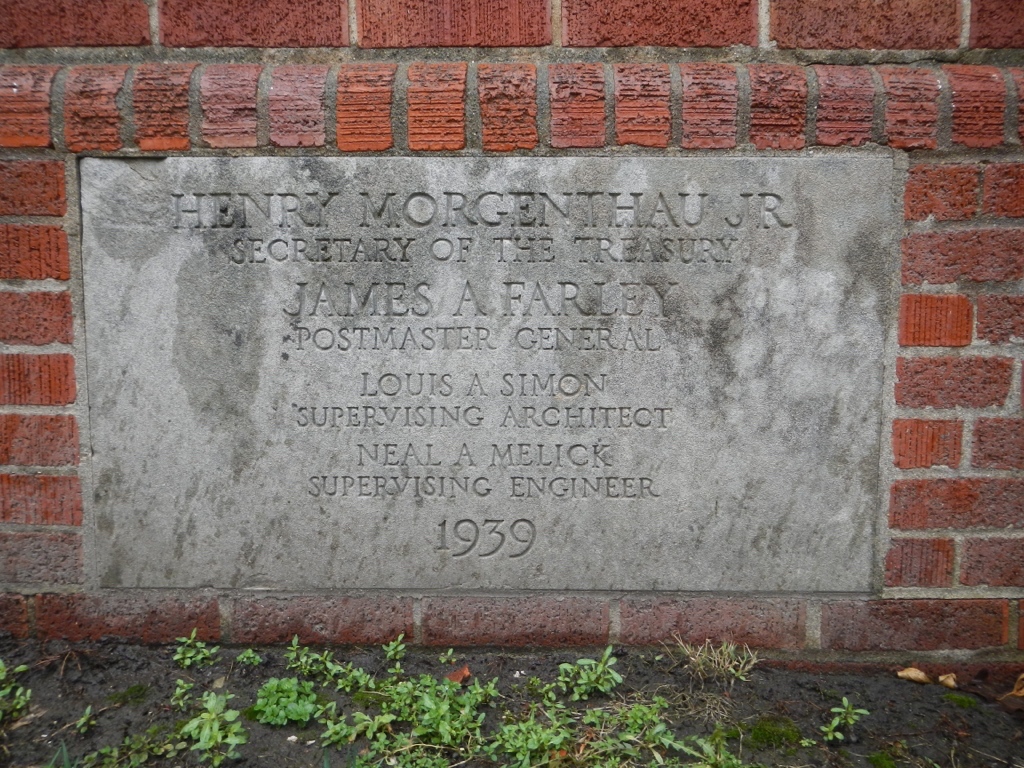 HENRY MORGENTHAU JR
SECRETARY OF THE TREASURY
JAMES A FARLEY
POSTMASTER GENERAL
LOUIS A SIMON
SUPERVISING ARCHITECT
NEAL A MELICK
SUPERVISING ENGINEER
1939